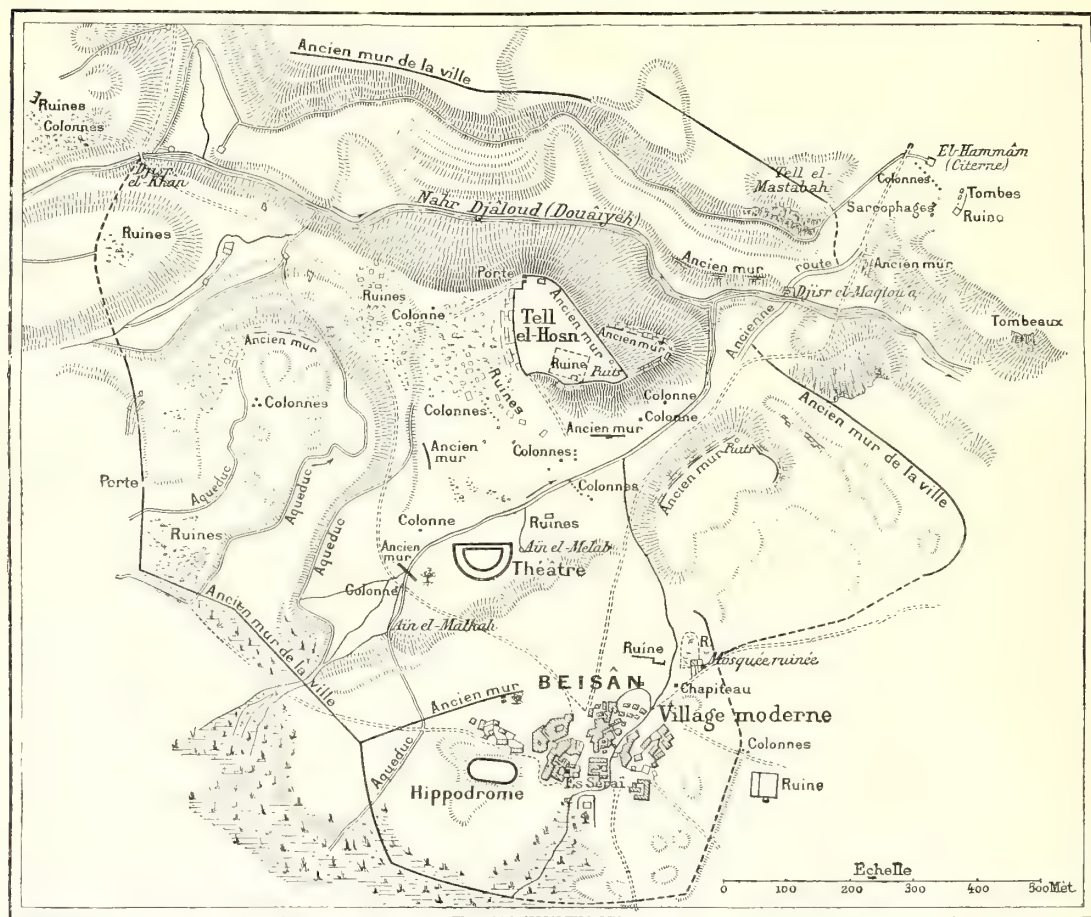 Ancien mur de la ville
Ruines
Colonnes
Djisr
el-Khan
El-Hammâm
(Citerne)
Colonnes
Tell el-
Mastabah
Tombes
Ruine
Sarcophages
Nahr Djâloud (Douâiyeh)
Ruines
Ancien mur
route
Ancien mur
Djisr el-Maqtoua
Ancienne
Tombeaux
Porte
Ruines
Colonne
Tell
el-Hosn
Ancien mur
Ancien mur
Ruine
Puits
Ancien mur
Colonnes
Colonnes
Ruines
Colonne
Colonne
Ancien mur
Ancien
mur
Colonnes
Colonnes
Ancien mur
Puits
Ancien mur de la ville
Porte
Aqueduc
Aqueduc
Aqueduc
Ruines
Colonne
Ruines
Aïn el-Melab
Théâtre
Ancien
mur
Colonne
Aïn el-Malhah
Ancien mur de la ville
Ruine
R
Mosquée ruinée
BEISÂN
Chapiteau
Ancien mur
Village moderne
Aqueduc
Colonnes
Hippodrome
Es Seraï
Ruine
Echelle
0 100 200 300 400 500 Mèt.